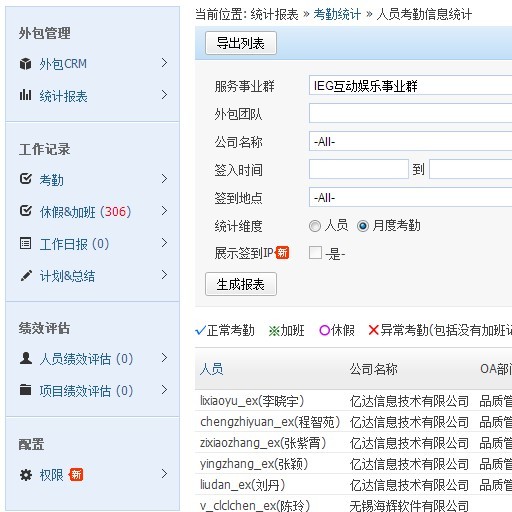 外包管理
外包CRM
统计报表
工作记录
考勤
休假&加班 (306)
工作日报 (0)
计划&总结
绩效评估
人员绩效评估 (0)
项目绩效评估 (0)
配置
权限 新
当前位置: 统计报表 » 考勤统计 » 人员考勤信息统计
导出列表
服务事业群 IEG互动娱乐事业群
外包团队
公司名称 -All-
签入时间 到
签到地点 -All-
统计维度 人员 月度考勤
展示签到IP 新 -是-
生成报表
正常考勤 ※加班 休假 异常考勤(包括没有加班记
人员 公司名称 OA部门
lixiaoyu_ex(李晓宇) 亿达信息技术有限公司 品质管
chengzhiyuan_ex(程智苑) 亿达信息技术有限公司 品质管
zixiaozhang_ex(张紫霄) 亿达信息技术有限公司 品质管
yingzhang_ex(张颖) 亿达信息技术有限公司 品质管
liudan_ex(刘丹) 亿达信息技术有限公司 品质管
v_clclchen_ex(陈玲) 无锡海辉软件有限公司